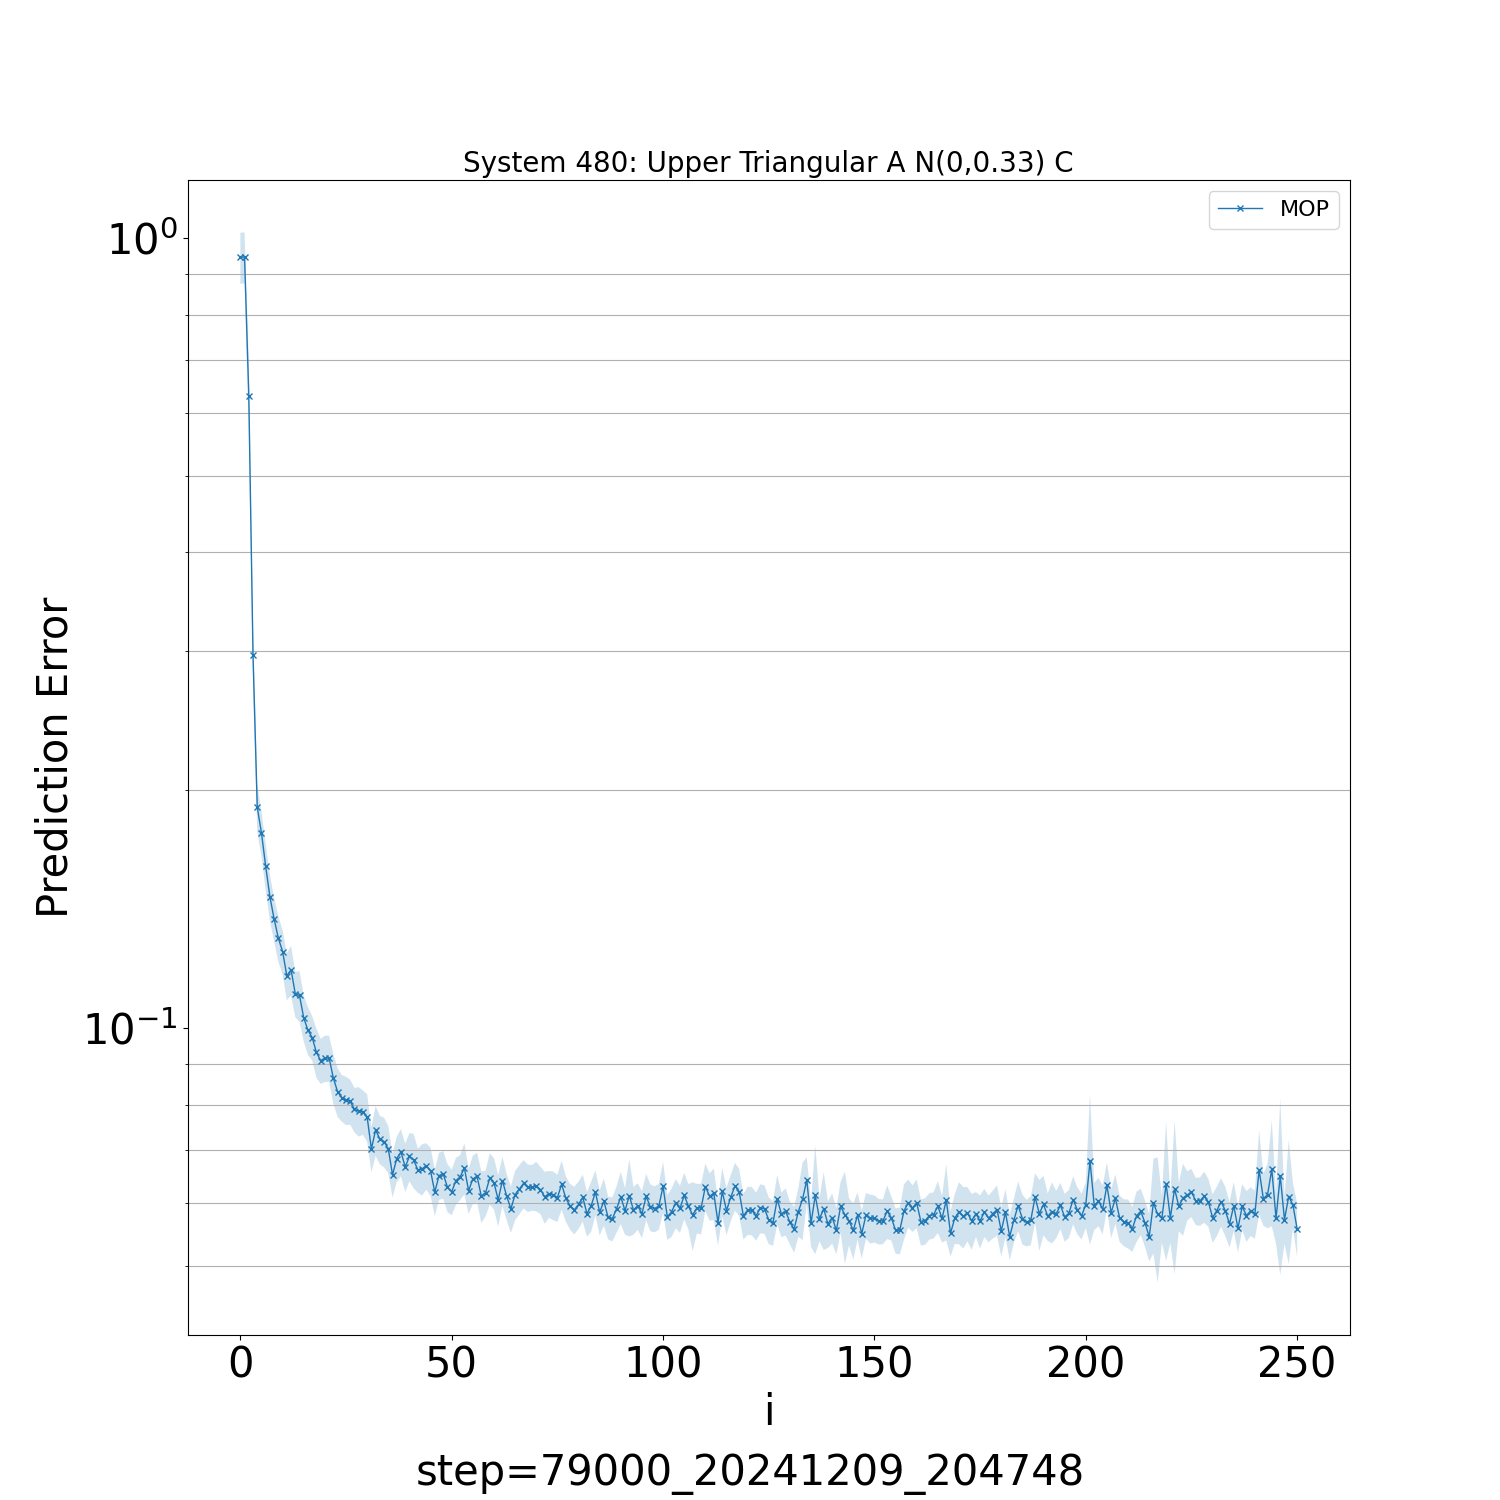 System 480: Upper Triangular A N(0,0.33) C
MOP
10⁰
10⁻¹
Prediction Error
0 50 100 150 200 250
i
step=79000_20241209_204748